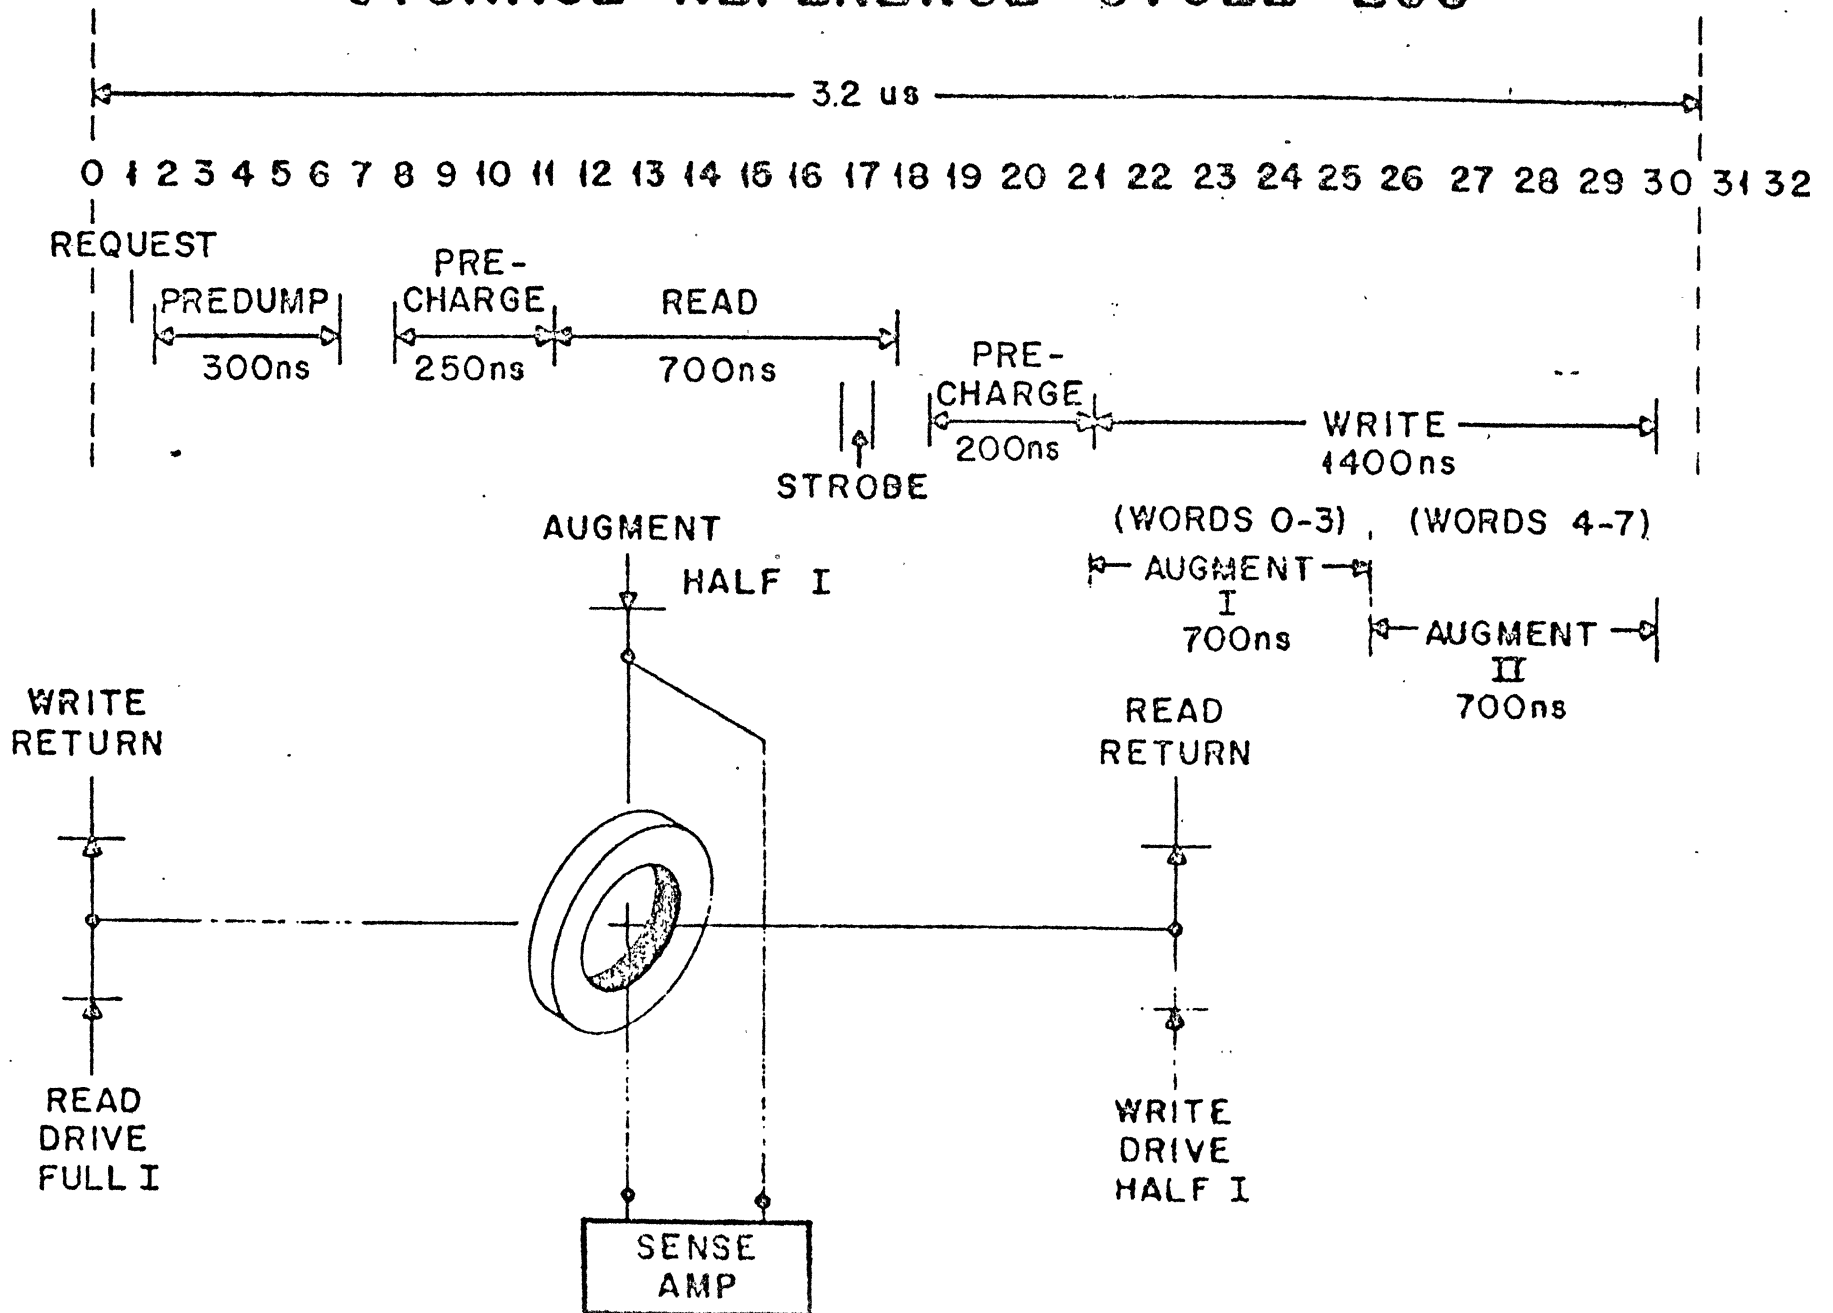 3.2 us
0 1 2 3 4 5 6 7 8 9 10 11 12 13 14 15 16 17 18 19 20 21 22 23 24 25 26 27 28 29 30 31 32
REQUEST
PRE-
CHARGE
PREDUMP
READ
300ns
250ns
700ns
PRE-
CHARGE
200ns
WRITE
1400ns
STROBE
(WORDS 0-3)
(WORDS 4-7)
AUGMENT
I
700ns
AUGMENT
II
700ns
AUGMENT
HALF I
WRITE
RETURN
READ
RETURN
READ
DRIVE
FULL I
WRITE
DRIVE
HALF I
SENSE
AMP